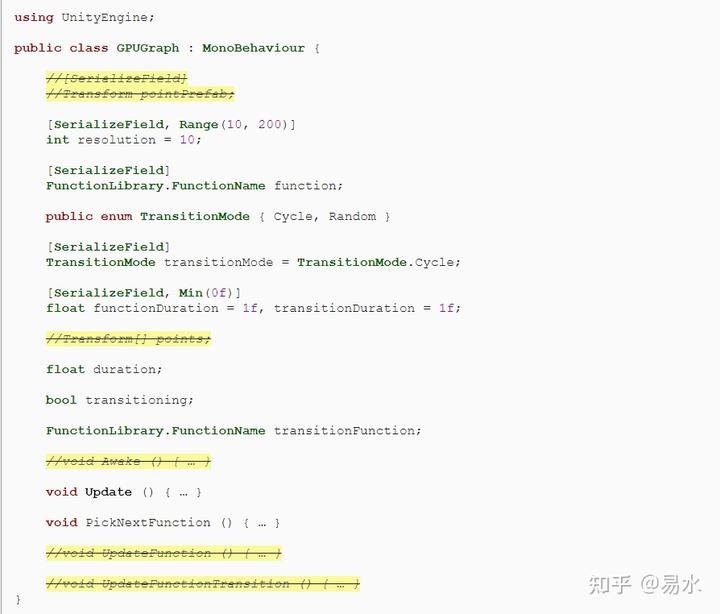 using UnityEngine;
public class GPUGraph : MonoBehaviour {
//[SerializeField]
//Transform pointPrefab;
[SerializeField, Range(10, 200)]
int resolution = 10;
[SerializeField]
FunctionLibrary.FunctionName function;
public enum TransitionMode { Cycle, Random }
[SerializeField]
TransitionMode transitionMode = TransitionMode.Cycle;
[SerializeField, Min(0f)]
float functionDuration = 1f, transitionDuration = 1f;
//Transform[] points;
float duration;
bool transitioning;
FunctionLibrary.FunctionName transitionFunction;
//void Awake () { … }
void Update () { … }
void PickNextFunction () { … }
//void UpdateFunction () { … }
//void UpdateFunctionTransition () { … }
}
知乎 @易水